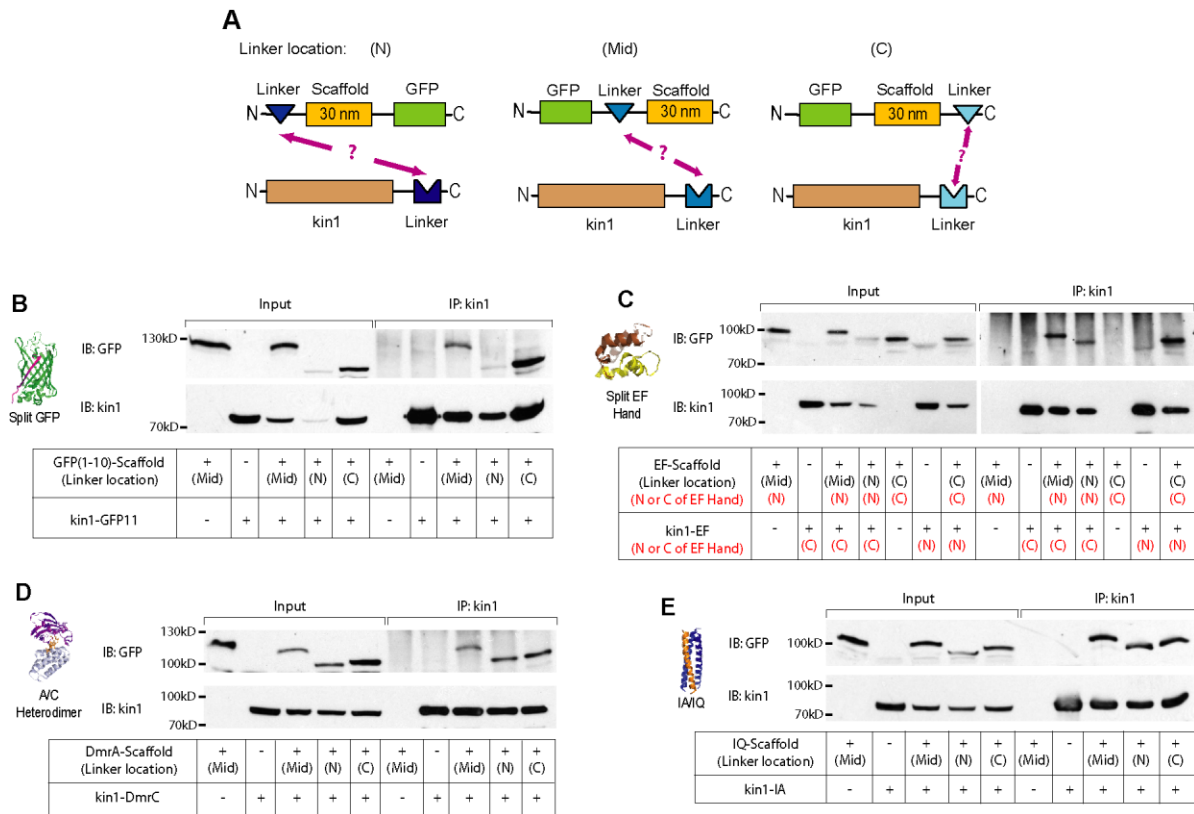 A
Linker location: (N) (Mid) (C)
Linker Scaffold GFP GFP Linker Scaffold GFP Scaffold Linker
N 30 nm C N 30 nm C N 30 nm C
? ? ?
N C N C N C
kin1 Linker kin1 Linker kin1 Linker
B
Input IP: kin1
130kD
IB: GFP
Split GFP
IB: kin1
70kD
GFP(1-10)-Scaffold + - + + + + - + + +
(Linker location) (Mid) (Mid) (N) (C) (Mid) (Mid) (N) (C)
kin1-GFP11 - + + + + - + + + +
C
Input IP: kin1
IB: GFP 100kD
70kD
Split EF
Hand
100kD
IB: kin1
70kD
EF-Scaffold + - + + + - + + - + + + - +
(Linker location) (Mid) (Mid) (N) (C) (C) (Mid) (Mid) (N) (C) (C)
(N or C of EF Hand) (N) (N) (N) (C) (C) (N) (N) (N) (C) (C)
kin1-EF - + + + - + + - + + + - + +
(N or C of EF Hand) (C) (C) (C) (N) (N) (C) (C) (C) (N) (N)
D
Input IP: kin1
130kD
IB: GFP
100kD
A/C
Heterodimer
100kD
IB: kin1
70kD
DmrA-Scaffold + - + + + + - + + +
(Linker location) (Mid) (Mid) (N) (C) (Mid) (Mid) (N) (C)
kin1-DmrC - + + + + - + + + +
E
Input IP: kin1
IB: GFP 100kD
IA/IQ
100kD
IB: kin1
70kD
IQ-Scaffold + - + + + + - + + +
(Linker location) (Mid) (Mid) (N) (C) (Mid) (Mid) (N) (C)
kin1-IA - + + + + - + + + +